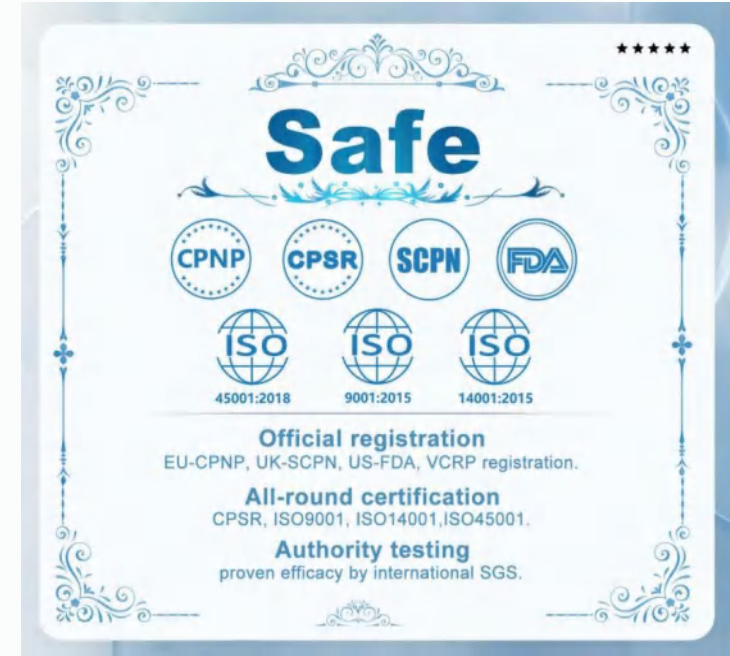 ★★★★★
Safe
CPNP CPSR SCPN FDA
ISO ISO ISO
45001:2018 9001:2015 14001:2015
Official registration
EU-CPNP, UK-SCPN, US-FDA, VCRP registration.
All-round certification
CPSR, ISO9001, ISO14001,ISO45001.
Authority testing
proven efficacy by international SGS.